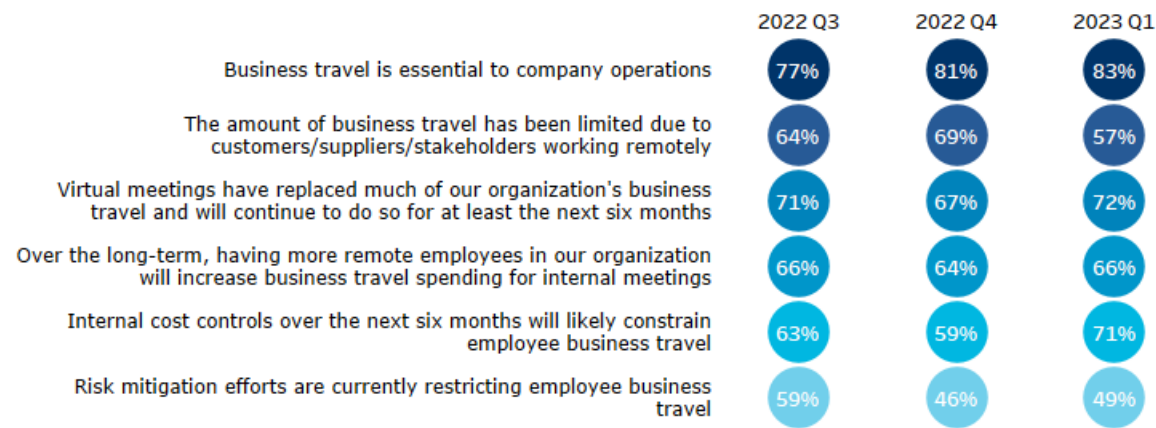 2022 Q3 2022 Q4 2023 Q1
Business travel is essential to company operations 77% 81% 83%
The amount of business travel has been limited due to
customers/suppliers/stakeholders working remotely 64% 69% 57%
Virtual meetings have replaced much of our organization's business
travel and will continue to do so for at least the next six months 71% 67% 72%
Over the long-term, having more remote employees in our organization
will increase business travel spending for internal meetings 66% 64% 66%
Internal cost controls over the next six months will likely constrain
employee business travel 63% 59% 71%
Risk mitigation efforts are currently restricting employee business
travel 59% 46% 49%